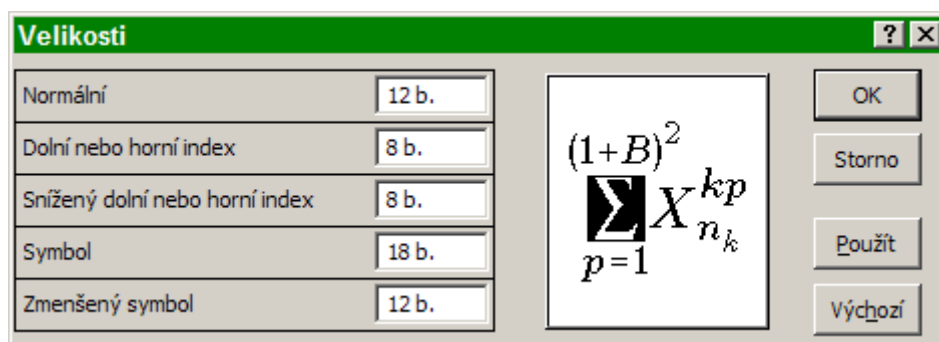 Velikosti
Normální 12 b.
Dolní nebo horní index 8 b.
Snížený dolní nebo horní index 8 b.
Symbol 18 b.
Zmenšený symbol 12 b.
(1+B)²
∑ X kp n k
p=1
OK
Storno
Použít
Výchozí